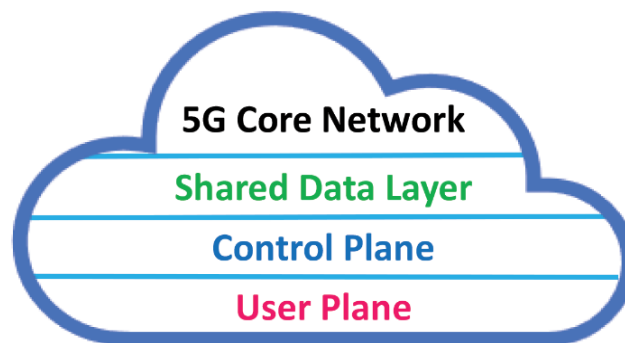 5G Core Network
Shared Data Layer
Control Plane
User Plane